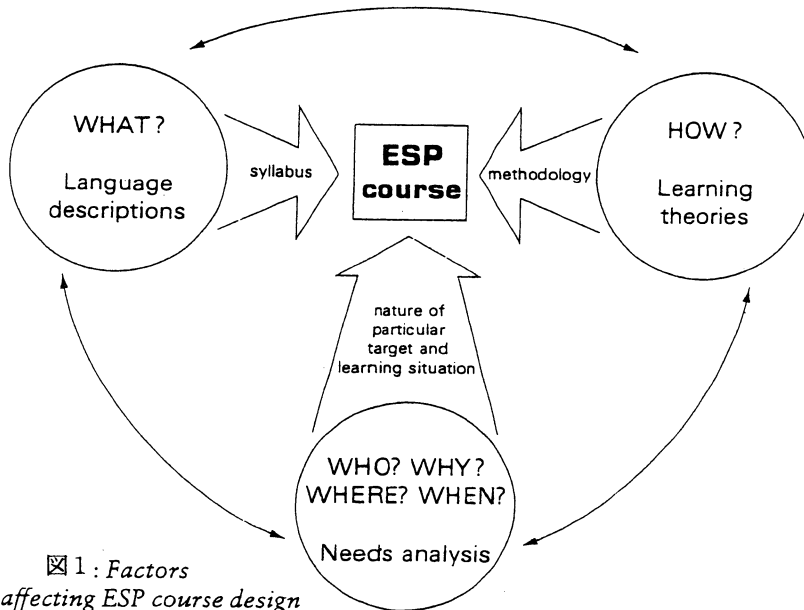 WHAT?
Language
descriptions
syllabus
ESP
course
methodology
HOW?
Learning
theories
nature of
particular
target and
learning situation
WHO? WHY?
WHERE? WHEN?
Needs analysis
図1: Factors
affecting ESP course design